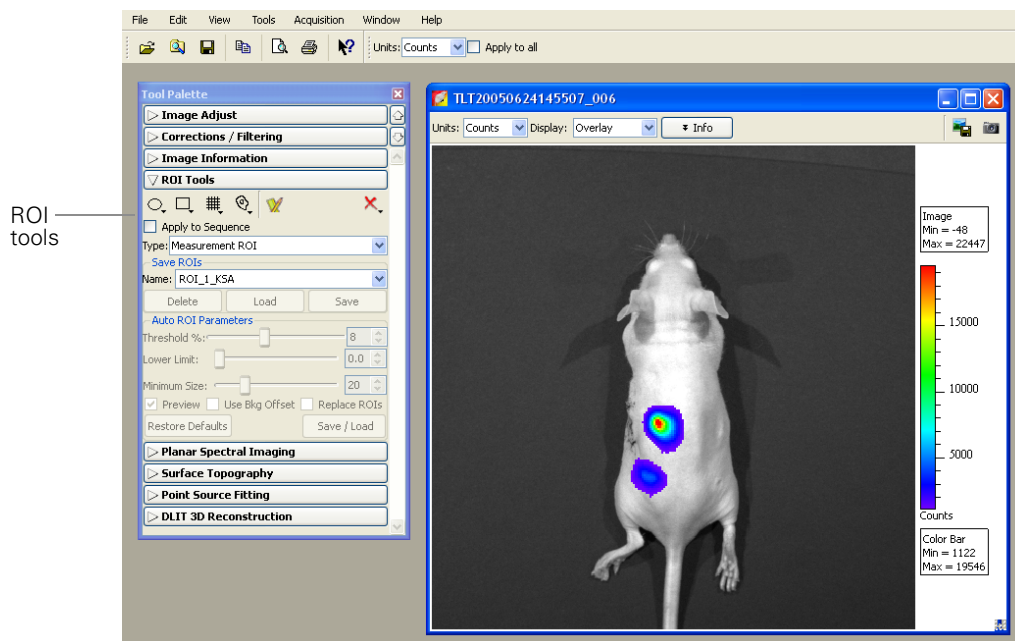 File Edit View Tools Acquisition Window Help
Units: Counts Apply to all
Tool Palette
Image Adjust
Corrections / Filtering
Image Information
ROI Tools
Apply to Sequence
Type: Measurement ROI
Save ROIs
Name: ROI_1_KSA
Delete Load Save
Auto ROI Parameters
Threshold %: 8
Lower Limit: 0.0
Minimum Size: 20
Preview Use Bkg Offset Replace ROIs
Restore Defaults Save / Load
Planar Spectral Imaging
Surface Topography
Point Source Fitting
DLIT 3D Reconstruction
ROI
tools
TLT20050624145507_006
Units: Counts Display: Overlay Info
Image
Min = -48
Max = 22447
15000
10000
5000
Counts
Color Bar
Min = 1122
Max = 19546